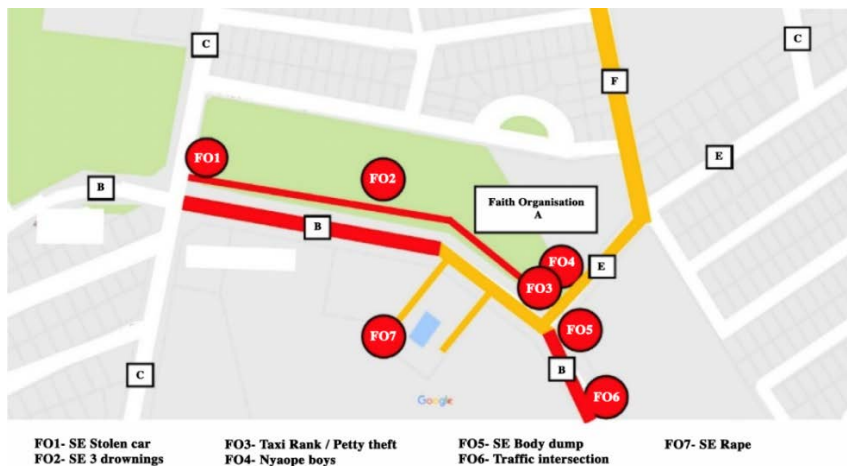 C
C
F
FO1
B
FO2
E
Faith Organisation
A
B
FO4
E
FO3
FO7
FO5
C
B
FO6
Google
FO1- SE Stolen car
FO2- SE 3 drownings
FO3- Taxi Rank / Petty theft
FO4- Nyaope boys
FO5- SE Body dump
FO6- Traffic intersection
FO7- SE Rape